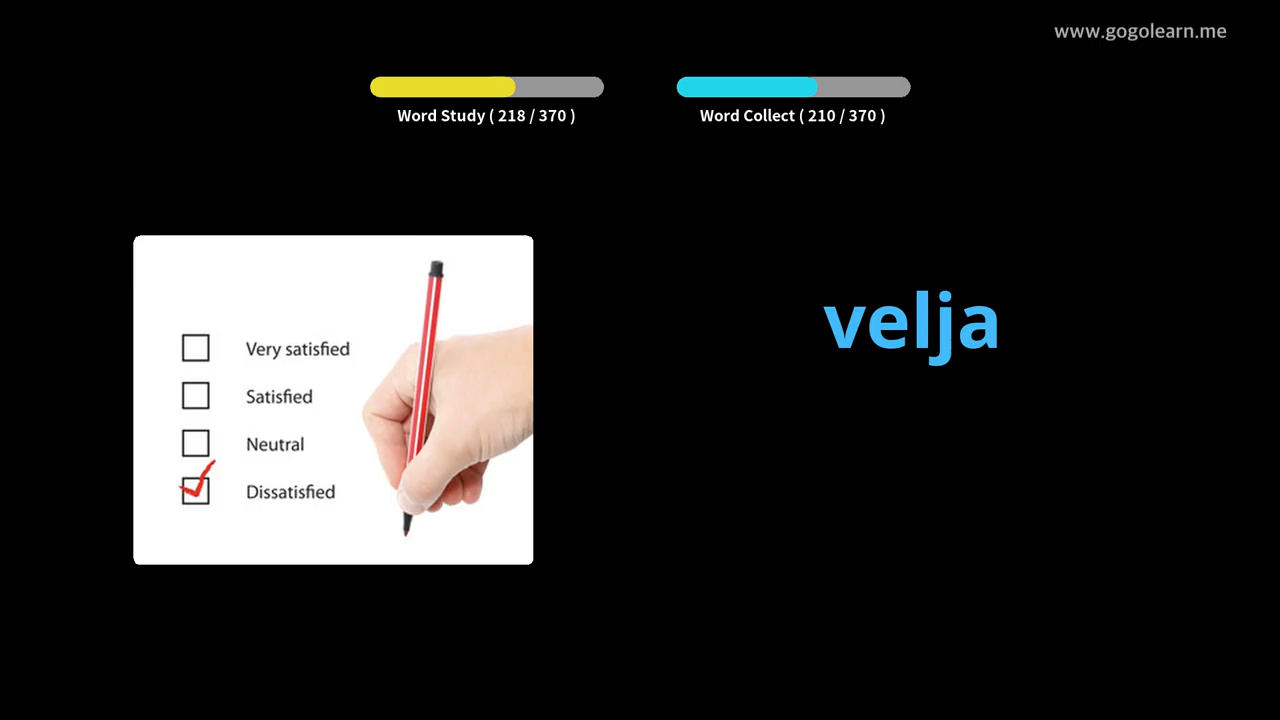 www.gogolearn.me
Word Study ( 218 / 370 )
Word Collect ( 210 / 370 )
velja
Very satisfied
Satisfied
Neutral
Dissatisfied